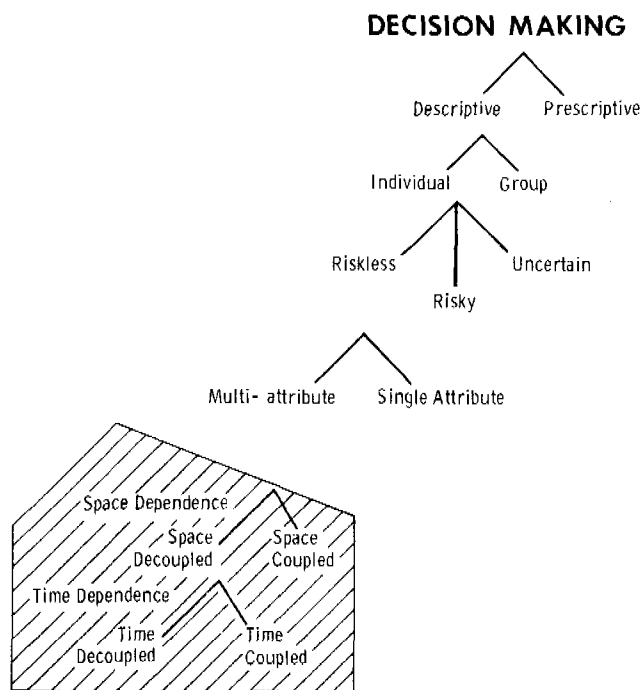 DECISION MAKING
Descriptive Prescriptive
Individual Group
Riskless Uncertain
Risky
Multi- attribute Single Attribute
Space Dependence
Space Space
Decoupled Coupled
Time Dependence
Time Time
Decoupled Coupled